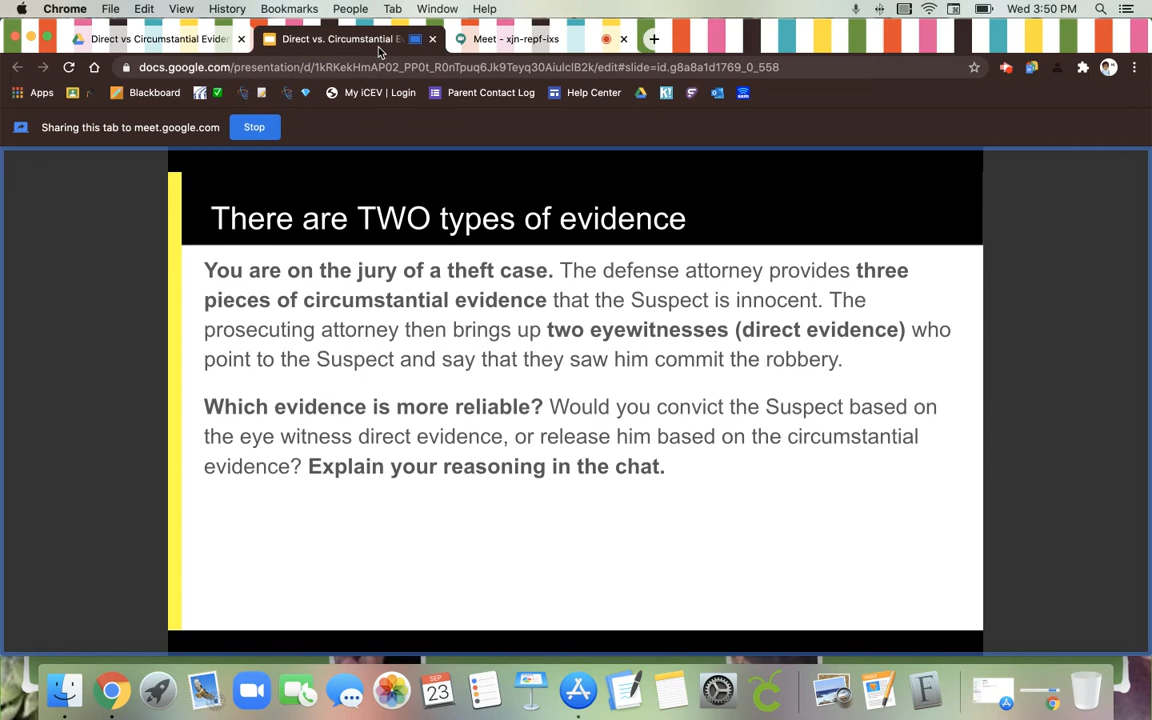 Chrome File Edit View History Bookmarks People Tab Window Help Wed 3:50 PM
Direct vs Circumstantial Eviden
Direct vs. Circumstantial E
Meet - xjn-repf-ixs
docs.google.com/presentation/d/1kRKekHmAP02_PP0t_R0nTpuq6Jk9Teyq30AiulclB2k/edit#slide=id.g8a8a1d1769_0_558
Apps Blackboard My iCEV | Login Parent Contact Log Help Center
Sharing this tab to meet.google.com Stop
There are TWO types of evidence
You are on the jury of a theft case. The defense attorney provides three
pieces of circumstantial evidence that the Suspect is innocent. The
prosecuting attorney then brings up two eyewitnesses (direct evidence) who
point to the Suspect and say that they saw him commit the robbery.
Which evidence is more reliable? Would you convict the Suspect based on
the eye witness direct evidence, or release him based on the circumstantial
evidence? Explain your reasoning in the chat.
SEP
23